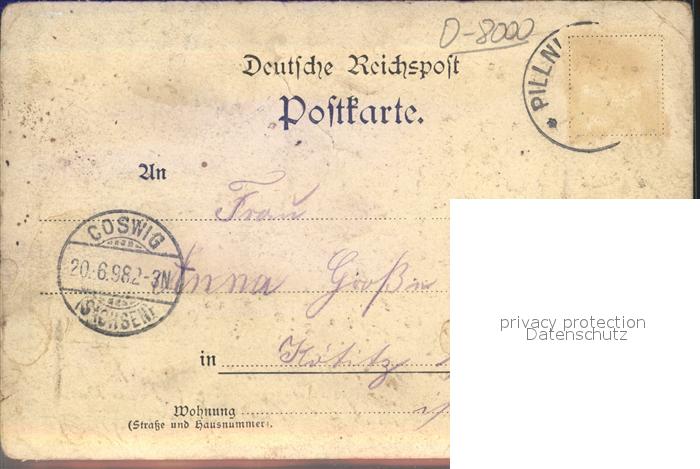 D-8000
Deutsche Reichspost
Postkarte.
* PILLNI
An
Frau
Anna Große
COSWIG
20.6.98.2-3N
(SACHSEN)
in Kötitz
Wohnung
(Straße und Hausnummer).
privacy protection
Datenschutz